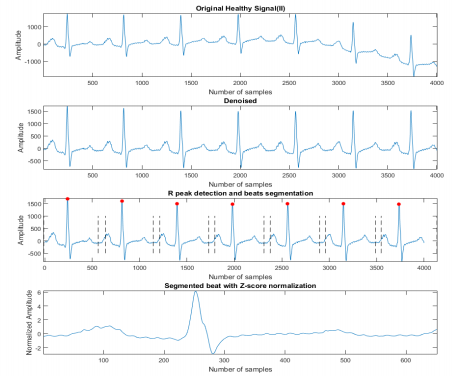 Original Healthy Signal(II)
Amplitude
1000
0
-1000
500 1000 1500 2000 2500 3000 3500 4000
Number of samples
Denoised
Amplitude
1500
1000
500
0
-500
500 1000 1500 2000 2500 3000 3500 4000
Number of samples
R peak detection and beats segmentation
Amplitude
1500
1000
500
0
-500
0 500 1000 1500 2000 2500 3000 3500 4000
Number of samples
Segmented beat with Z-score normalization
Normalized Amplitude
6
4
2
0
-2
100 200 300 400 500 600
Number of samples